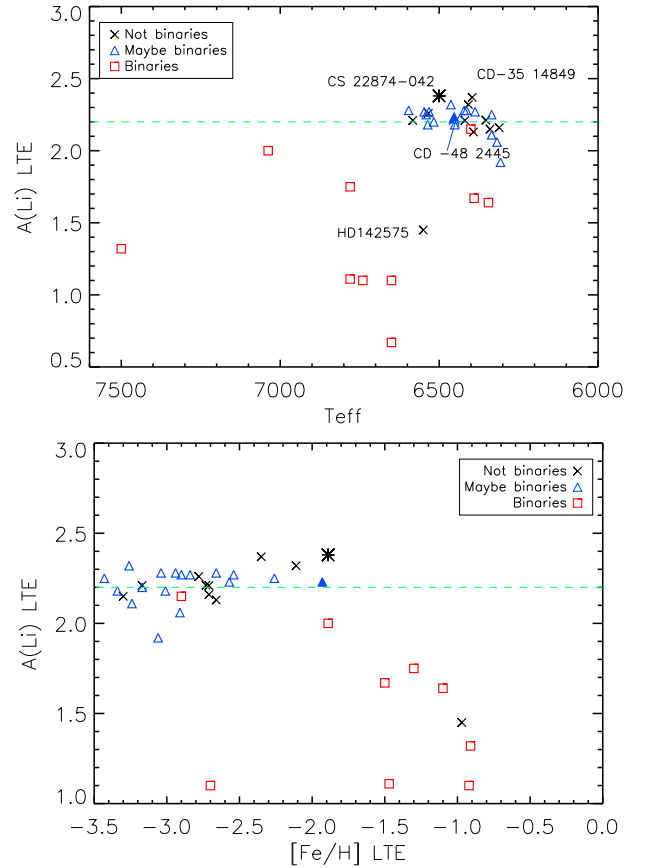 3.0
2.5
2.0
1.5
1.0
0.5
A(Li) LTE
Not binaries
Maybe binaries
Binaries
CS 22874-042
CD-35 14849
CD -48 2445
HD142575
7500 7000 6500 6000
Teff
3.0
2.5
2.0
1.5
1.0
A(Li) LTE
Not binaries
Maybe binaries
Binaries
-3.5 -3.0 -2.5 -2.0 -1.5 -1.0 -0.5 0.0
[Fe/H] LTE